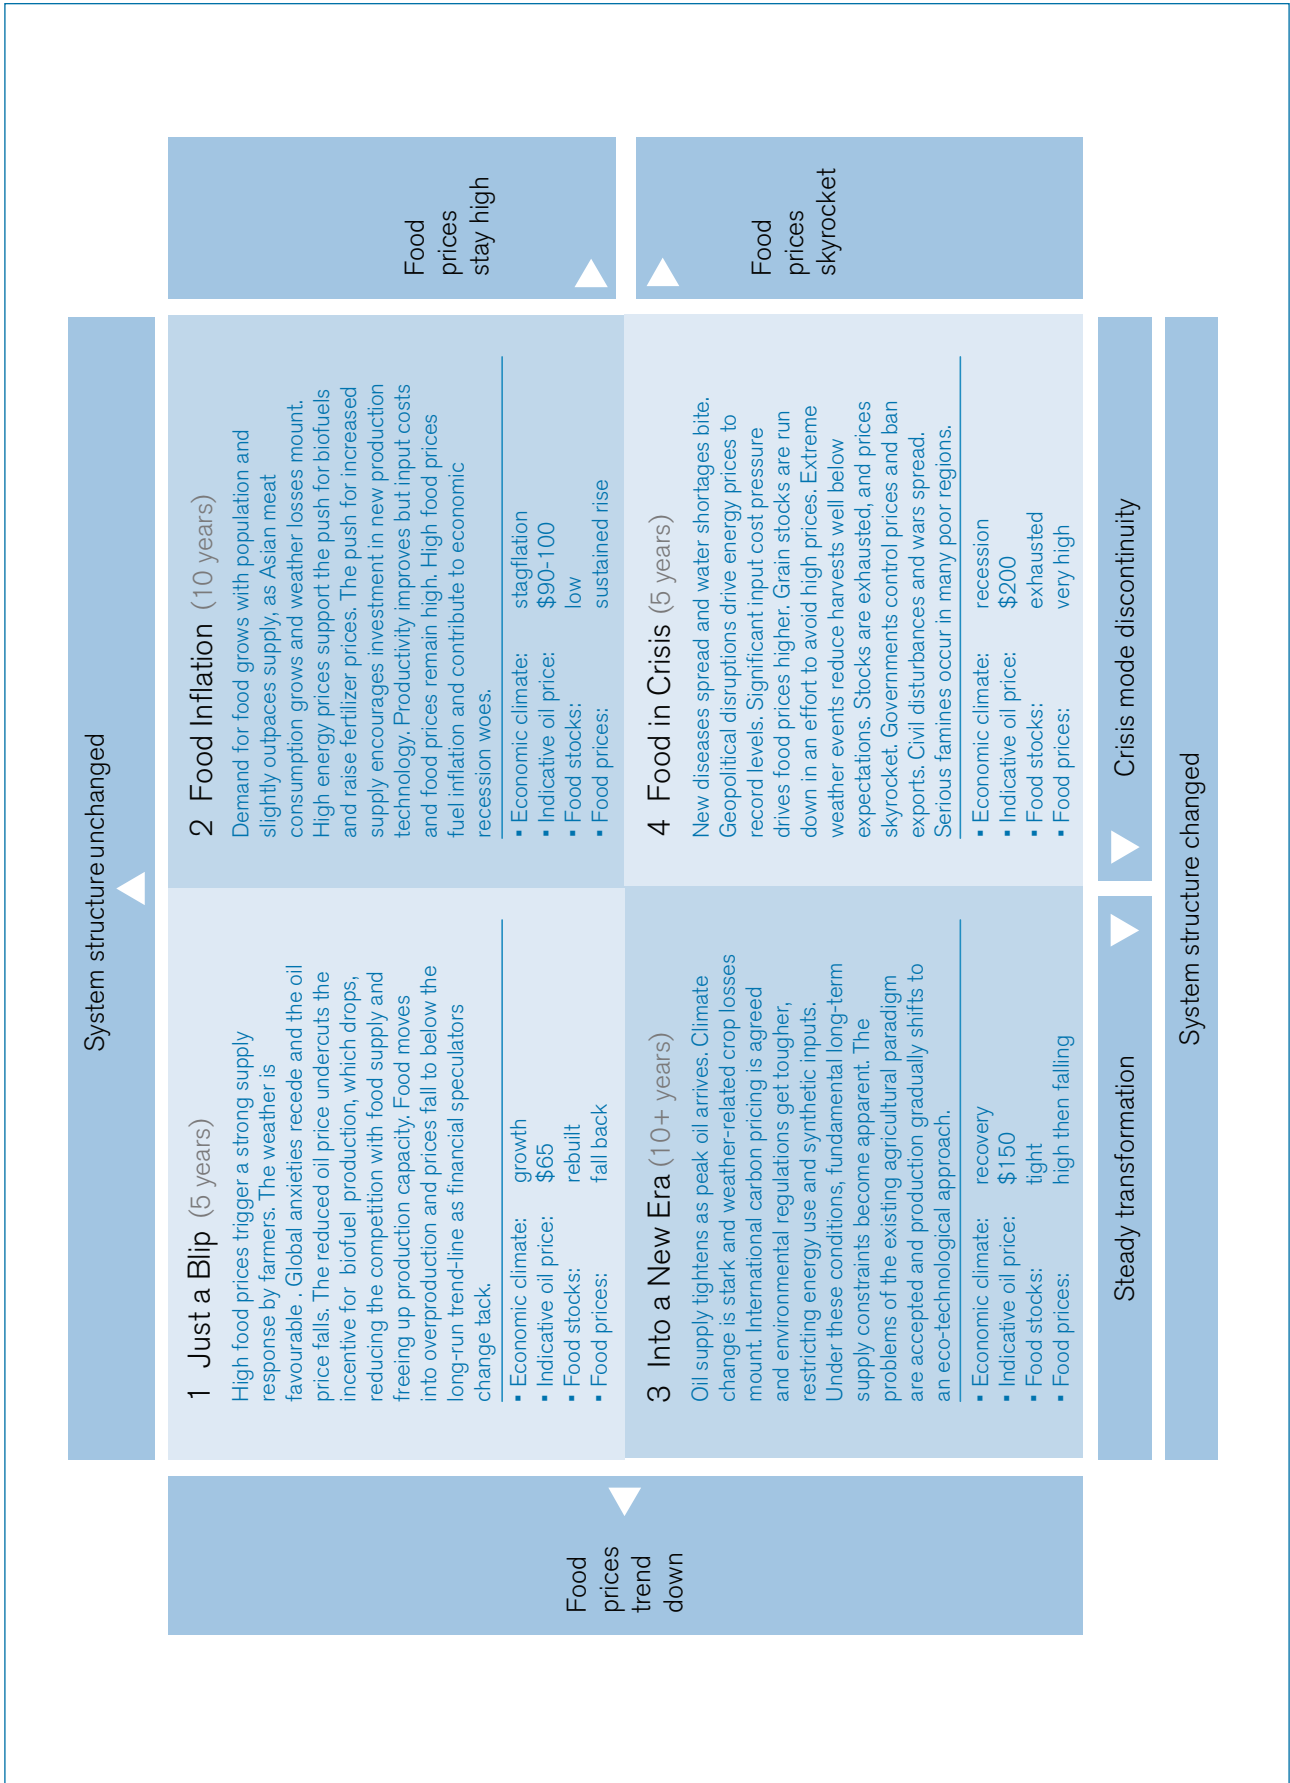 System structure unchanged
Food
prices
trend
down
1 Just a Blip (5 years)
High food prices trigger a strong supply
response by farmers. The weather is
favourable . Global anxieties recede and the oil
price falls. The reduced oil price undercuts the
incentive for biofuel production, which drops,
reducing the competition with food supply and
freeing up production capacity. Food moves
into overproduction and prices fall to below the
long-run trend-line as financial speculators
change tack.
▪ Economic climate: growth
▪ Indicative oil price: $65
▪ Food stocks: rebuilt
▪ Food prices: fall back
2 Food Inflation (10 years)
Demand for food grows with population and
slightly outpaces supply, as Asian meat
consumption grows and weather losses mount.
High energy prices support the push for biofuels
and raise fertilizer prices. The push for increased
supply encourages investment in new production
technology. Productivity improves but input costs
and food prices remain high. High food prices
fuel inflation and contribute to economic
recession woes.
▪ Economic climate: stagflation
▪ Indicative oil price: $90-100
▪ Food stocks: low
▪ Food prices: sustained rise
Food
prices
stay high
3 Into a New Era (10+ years)
Oil supply tightens as peak oil arrives. Climate
change is stark and weather-related crop losses
mount. International carbon pricing is agreed
and environmental regulations get tougher,
restricting energy use and synthetic inputs.
Under these conditions, fundamental long-term
supply constraints become apparent. The
problems of the existing agricultural paradigm
are accepted and production gradually shifts to
an eco-technological approach.
▪ Economic climate: recovery
▪ Indicative oil price: $150
▪ Food stocks: tight
▪ Food prices: high then falling
4 Food in Crisis (5 years)
New diseases spread and water shortages bite.
Geopolitical disruptions drive energy prices to
record levels. Significant input cost pressure
drives food prices higher. Grain stocks are run
down in an effort to avoid high prices. Extreme
weather events reduce harvests well below
expectations. Stocks are exhausted, and prices
skyrocket. Governments control prices and ban
exports. Civil disturbances and wars spread.
Serious famines occur in many poor regions.
▪ Economic climate: recession
▪ Indicative oil price: $200
▪ Food stocks: exhausted
▪ Food prices: very high
Food
prices
skyrocket
Steady transformation
Crisis mode discontinuity
System structure changed